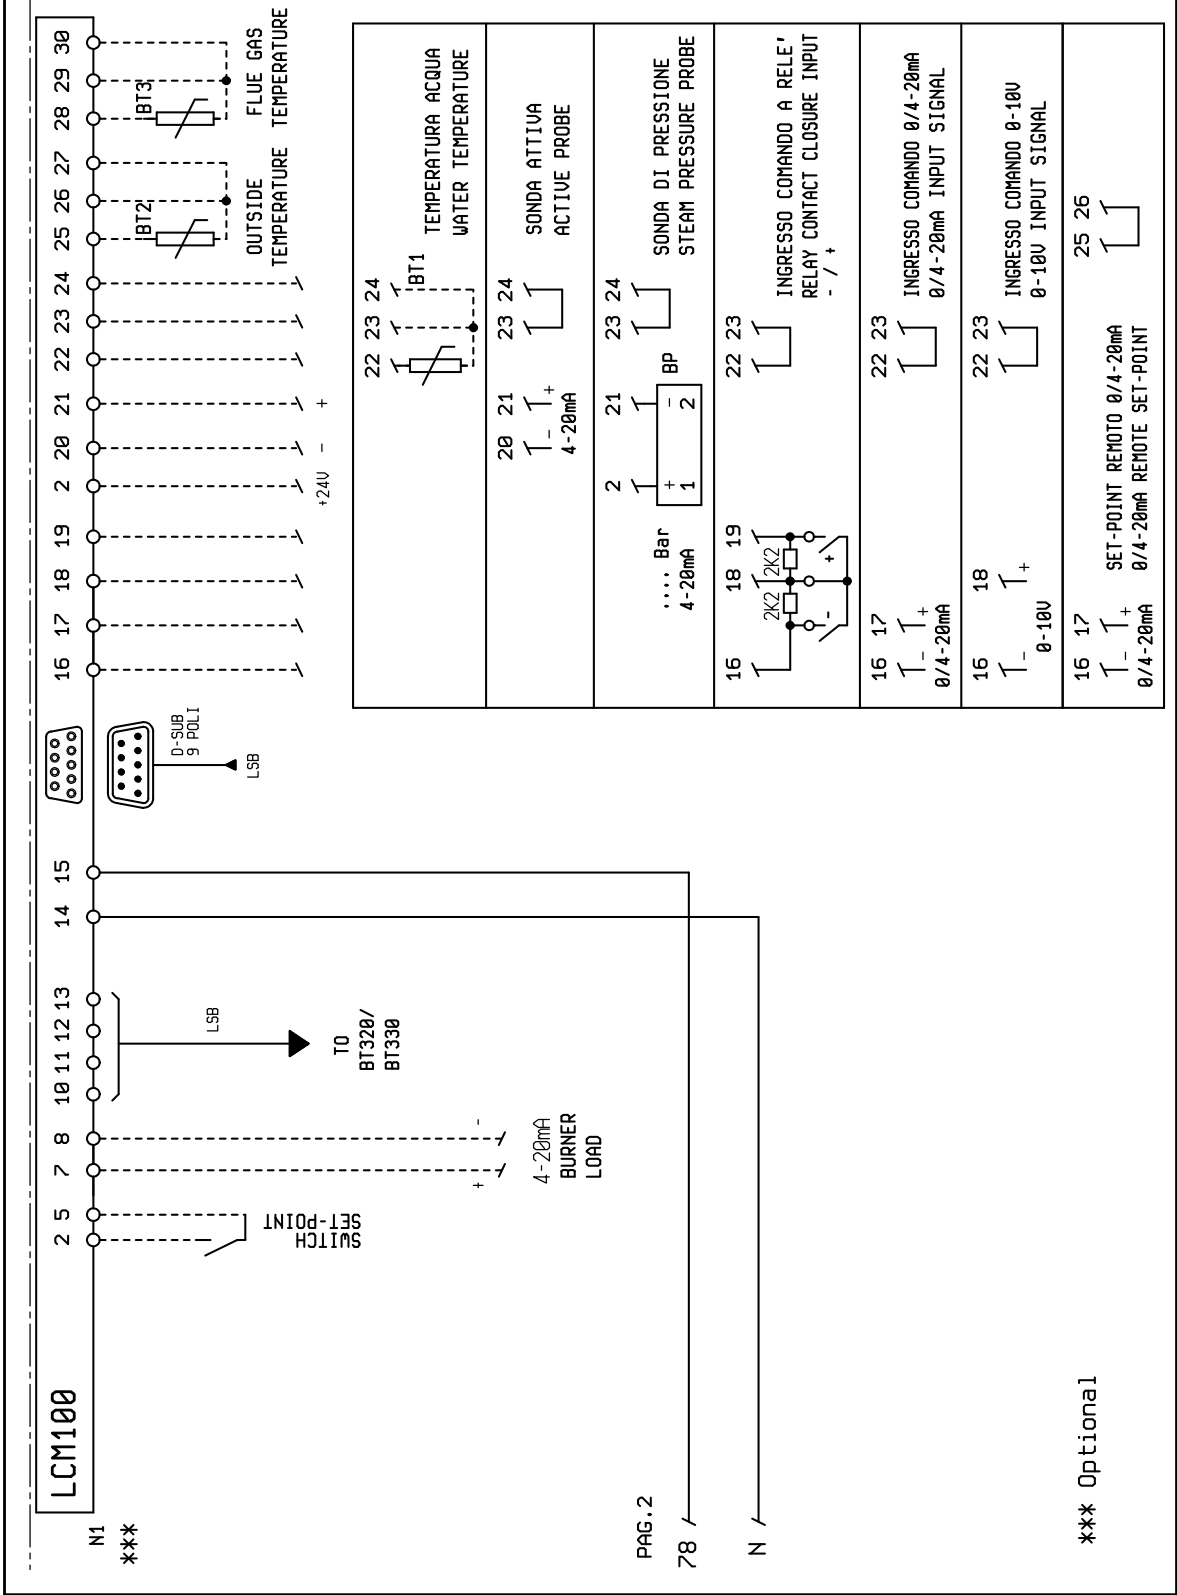 LCM100
N1
***
2 5 7 8 10 11 12 13 14 15
16 17 18 19 2 20 21 22 23 24 25 26 27 28 29 30
SWITCH
SET-POINT
+ -
4-20mA
BURNER
LOAD
LSB
TO
BT320/
BT330
D-SUB
9 POLI
LSB
+24V - +
BT2
OUTSIDE
TEMPERATURE
BT3
FLUE GAS
TEMPERATURE
PAG.2
78
N
22 23 24
BT1
TEMPERATURA ACQUA
WATER TEMPERATURE
20 21 23 24
- +
4-20mA
SONDA ATTIVA
ACTIVE PROBE
2 21 23 24
+ -
1 2
BP
.... Bar
4-20mA
SONDA DI PRESSIONE
STEAM PRESSURE PROBE
16 18 19 22 23
2K2 2K2
- +
INGRESSO COMANDO A RELE'
RELAY CONTACT CLOSURE INPUT
- / +
16 17 22 23
- +
0/4-20mA
INGRESSO COMANDO 0/4-20mA
0/4-20mA INPUT SIGNAL
16 18 22 23
- +
0-10V
INGRESSO COMANDO 0-10V
0-10V INPUT SIGNAL
16 17 25 26
- +
0/4-20mA
SET-POINT REMOTO 0/4-20mA
0/4-20mA REMOTE SET-POINT
*** Optional